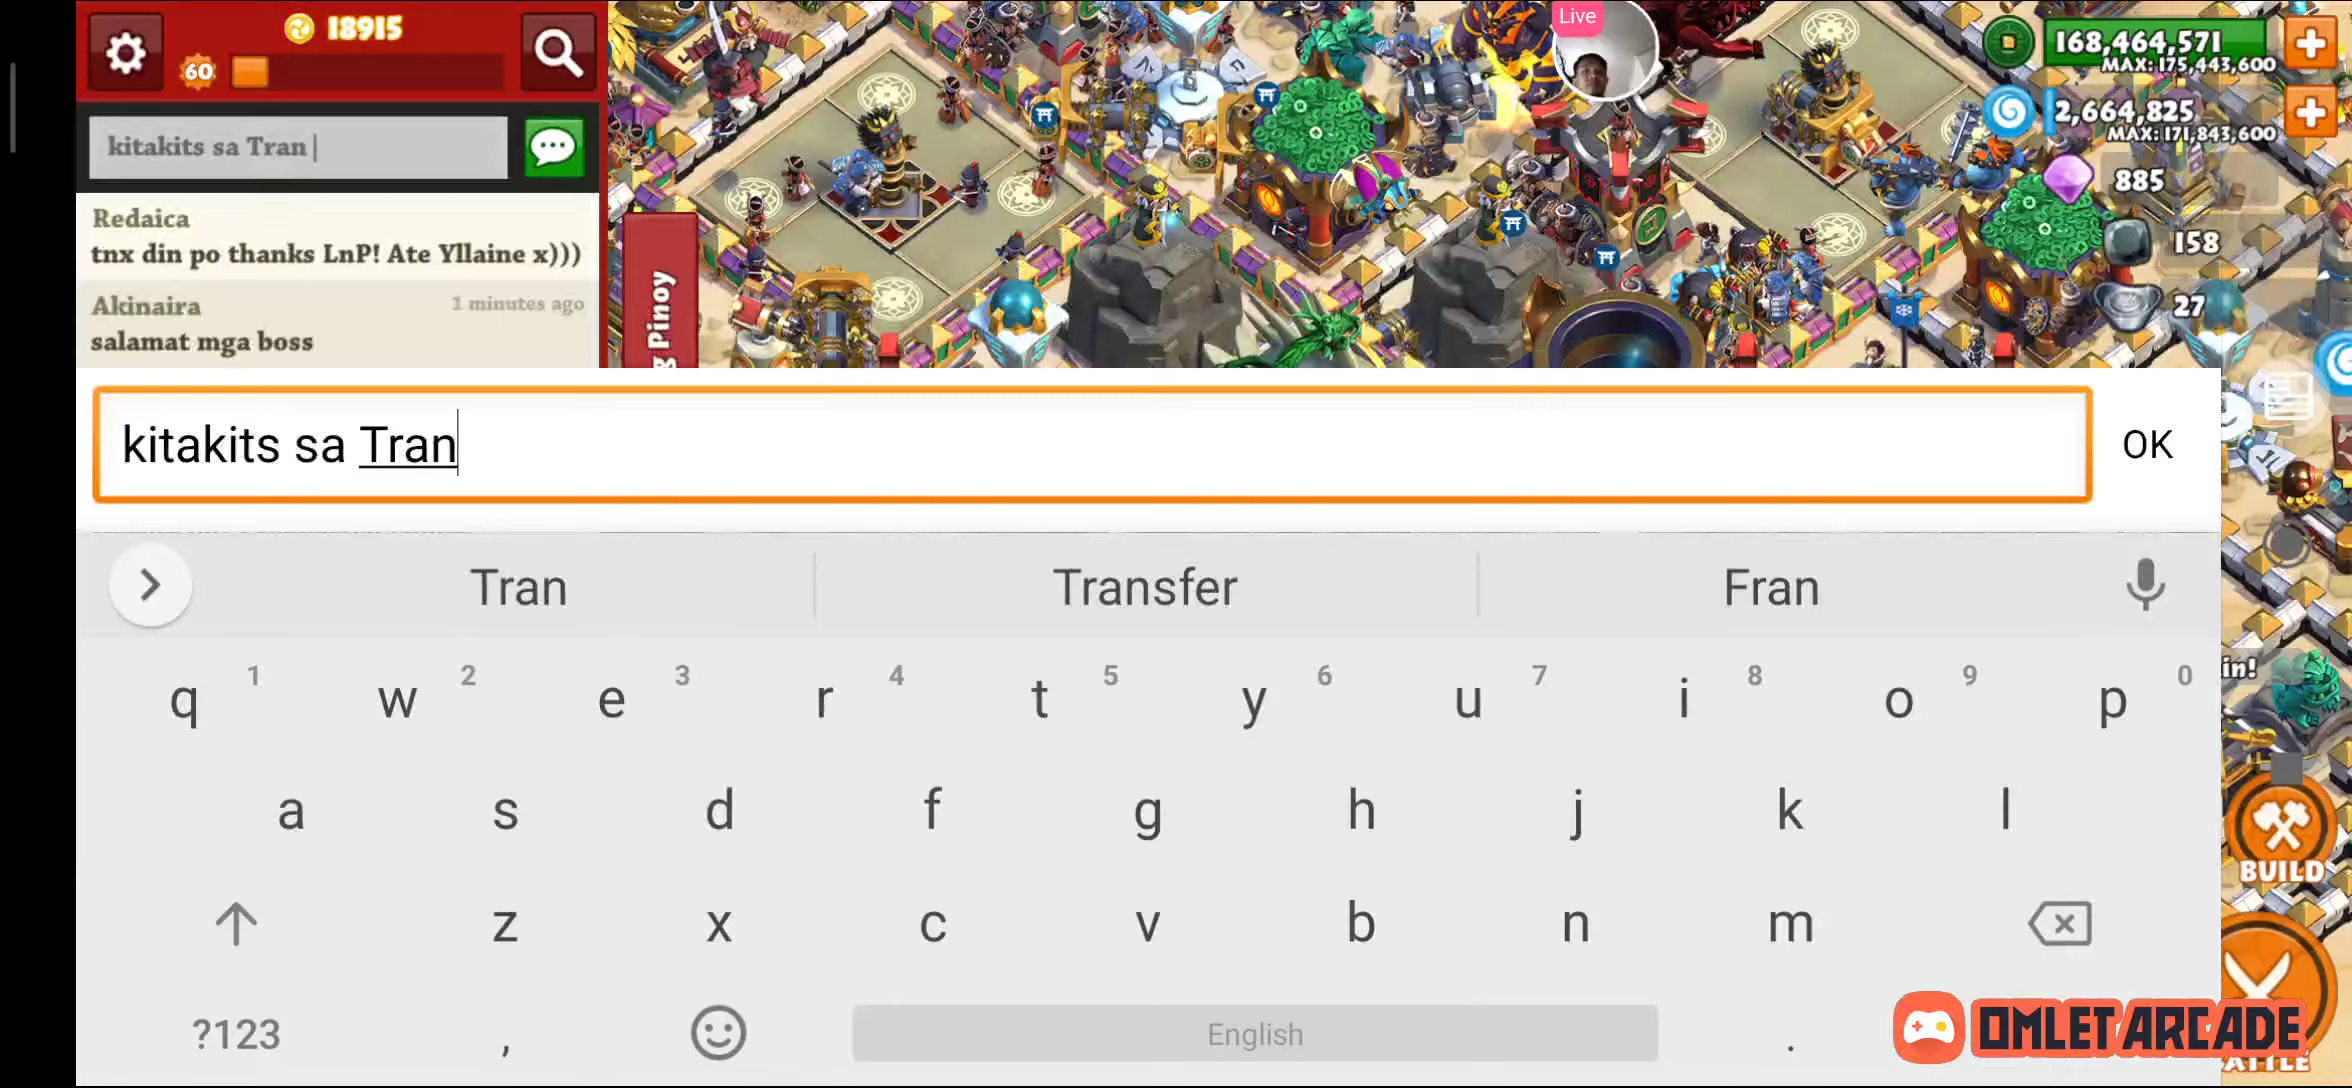 18915
60
kitakits sa Tran
Redaica
tnx din po thanks LnP! Ate Yllaine x)))
Akinaira
1 minutes ago
salamat mga boss
Pinoy
Live
168,464,571
MAX: 175,443,600
2,664,825
MAX: 171,843,600
885
158
27
kitakits sa Tran
OK
Tran
Transfer
Fran
1 2 3 4 5 6 7 8 9 0
q w e r t y u i o p
in!
a s d f g h j k l
BUILD
z x c v b n m
?123 , English .
OMLET ARCADE